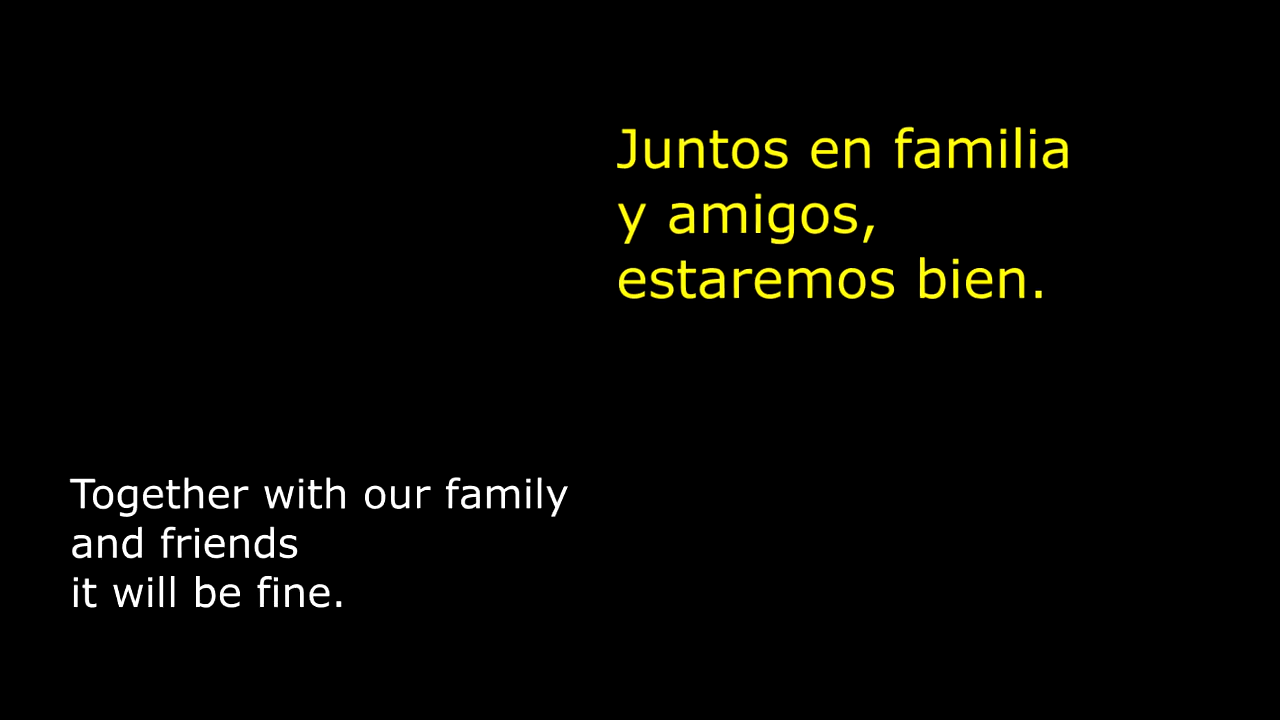 Juntos en familia
y amigos,
estaremos bien.
Together with our family
and friends
it will be fine.